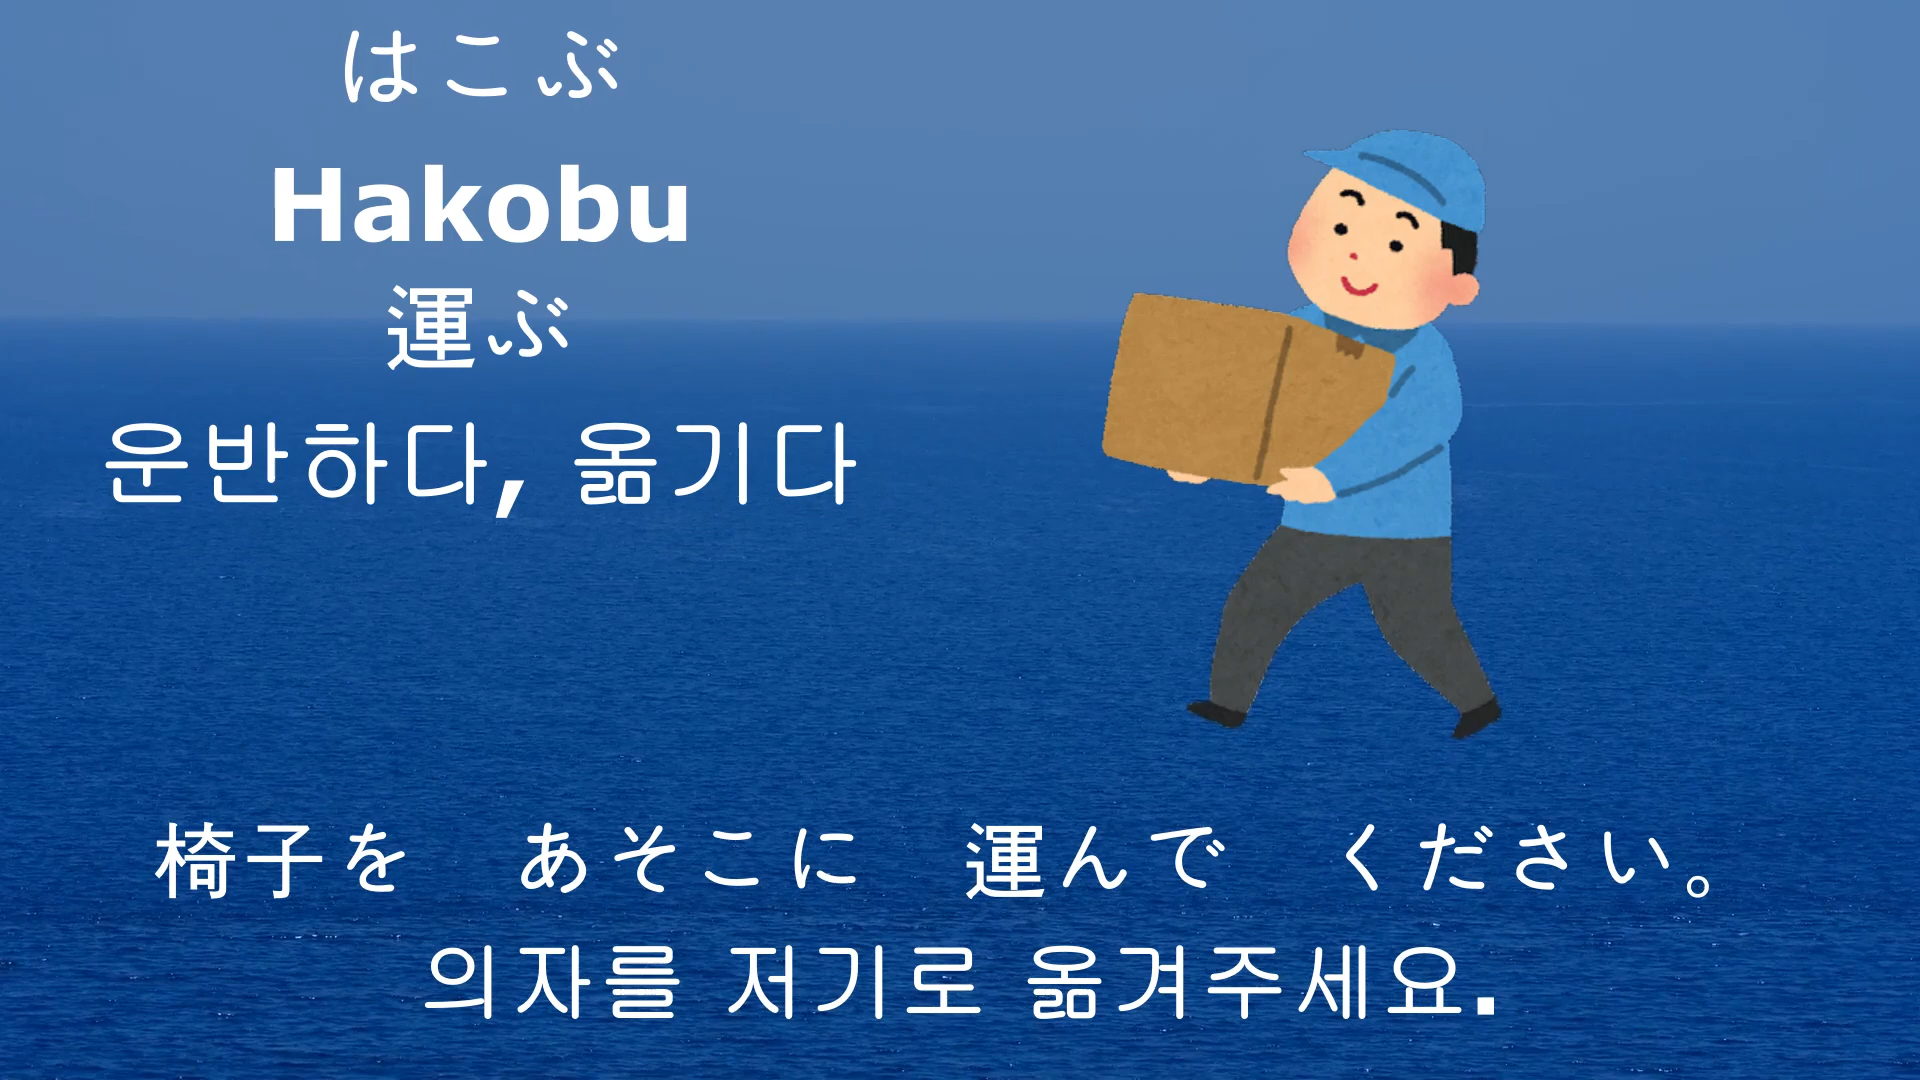 はこぶ
Hakobu
運ぶ
운반하다, 옮기다
椅子を　あそこに　運んで　ください。
의자를 저기로 옮겨주세요.